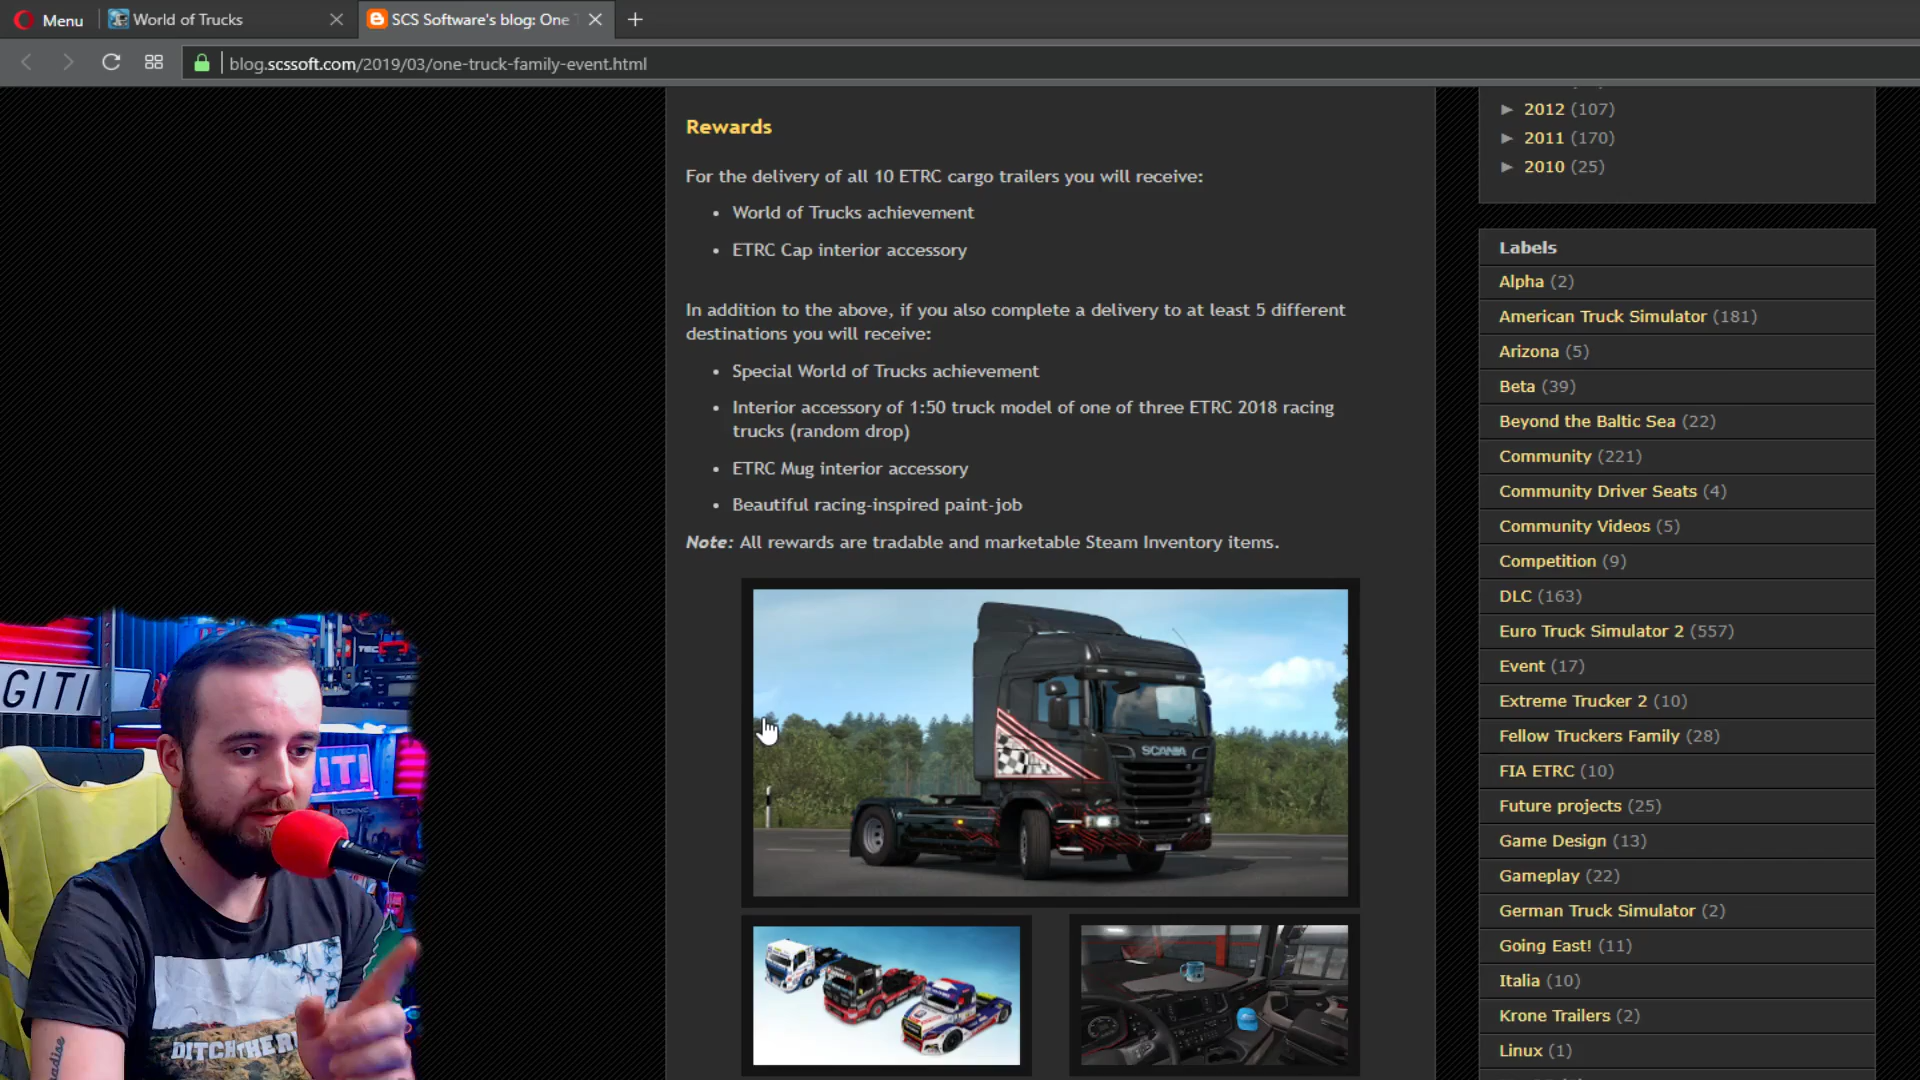 Menu
World of Trucks
SCS Software's blog: One T
blog.scssoft.com/2019/03/one-truck-family-event.html
Rewards
For the delivery of all 10 ETRC cargo trailers you will receive:
World of Trucks achievement
ETRC Cap interior accessory
In addition to the above, if you also complete a delivery to at least 5 different
destinations you will receive:
Special World of Trucks achievement
Interior accessory of 1:50 truck model of one of three ETRC 2018 racing
trucks (random drop)
ETRC Mug interior accessory
Beautiful racing-inspired paint-job
Note: All rewards are tradable and marketable Steam Inventory items.
SCANIA
2012 (107)
2011 (170)
2010 (25)
Labels
Alpha (2)
American Truck Simulator (181)
Arizona (5)
Beta (39)
Beyond the Baltic Sea (22)
Community (221)
Community Driver Seats (4)
Community Videos (5)
Competition (9)
DLC (163)
Euro Truck Simulator 2 (557)
Event (17)
Extreme Trucker 2 (10)
Fellow Truckers Family (28)
FIA ETRC (10)
Future projects (25)
Game Design (13)
Gameplay (22)
German Truck Simulator (2)
Going East! (11)
Italia (10)
Krone Trailers (2)
Linux (1)
GITI